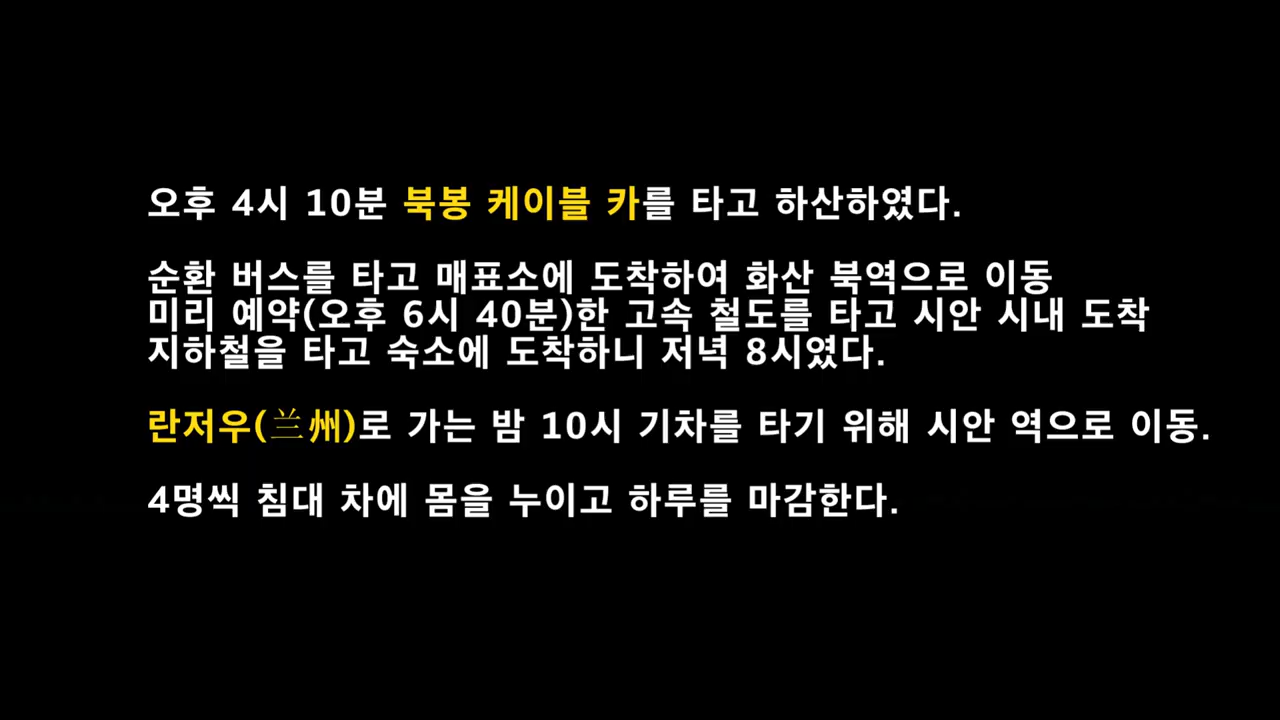 오후 4시 10분 북봉 케이블 카를 타고 하산하였다.
순환 버스를 타고 매표소에 도착하여 화산 북역으로 이동
미리 예약(오후 6시 40분)한 고속 철도를 타고 시안 시내 도착
지하철을 타고 숙소에 도착하니 저녁 8시였다.
란저우(兰州)로 가는 밤 10시 기차를 타기 위해 시안 역으로 이동.
4명씩 침대 차에 몸을 누이고 하루를 마감한다.